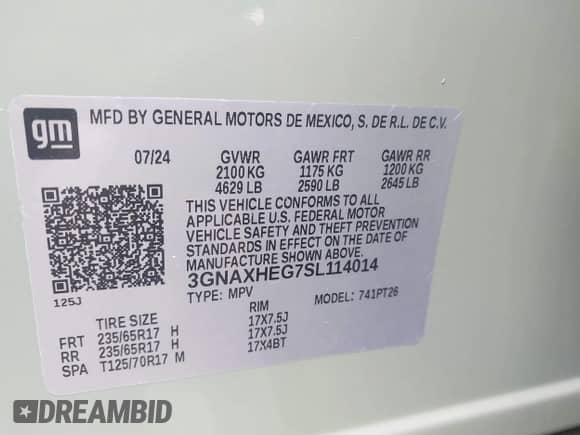 gm
MFD BY GENERAL MOTORS DE MEXICO, S. DE R.L. DE C.V.
07/24 GVWR GAWR FRT GAWR RR
2100 KG 1175 KG 1200 KG
4629 LB 2590 LB 2645 LB
THIS VEHICLE CONFORMS TO ALL
APPLICABLE U.S. FEDERAL MOTOR
VEHICLE SAFETY AND THEFT PREVENTION
STANDARDS IN EFFECT ON THE DATE OF
MANUFACTURE SHOWN ABOVE.
3GNAXHEG7SL114014
125J
TYPE: MPV MODEL: 741PT26
TIRE SIZE RIM
FRT 235/65R17 H 17X7.5J
RR 235/65R17 H 17X7.5J
SPA T125/70R17 M 17X4BT
DREAMBID